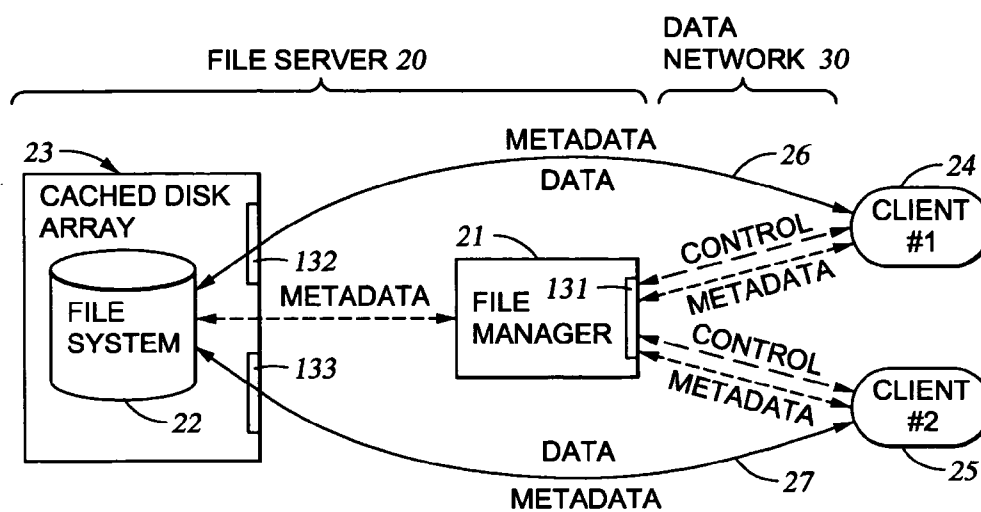 DATA
NETWORK 30
FILE SERVER 20
METADATA
DATA
26
24
CLIENT
#1
23
CACHED DISK
ARRAY
132
21
CONTROL
METADATA
METADATA
131
FILE
MANAGER
FILE
SYSTEM
133
22
CONTROL
METADATA
CLIENT
#2
25
DATA
METADATA
27